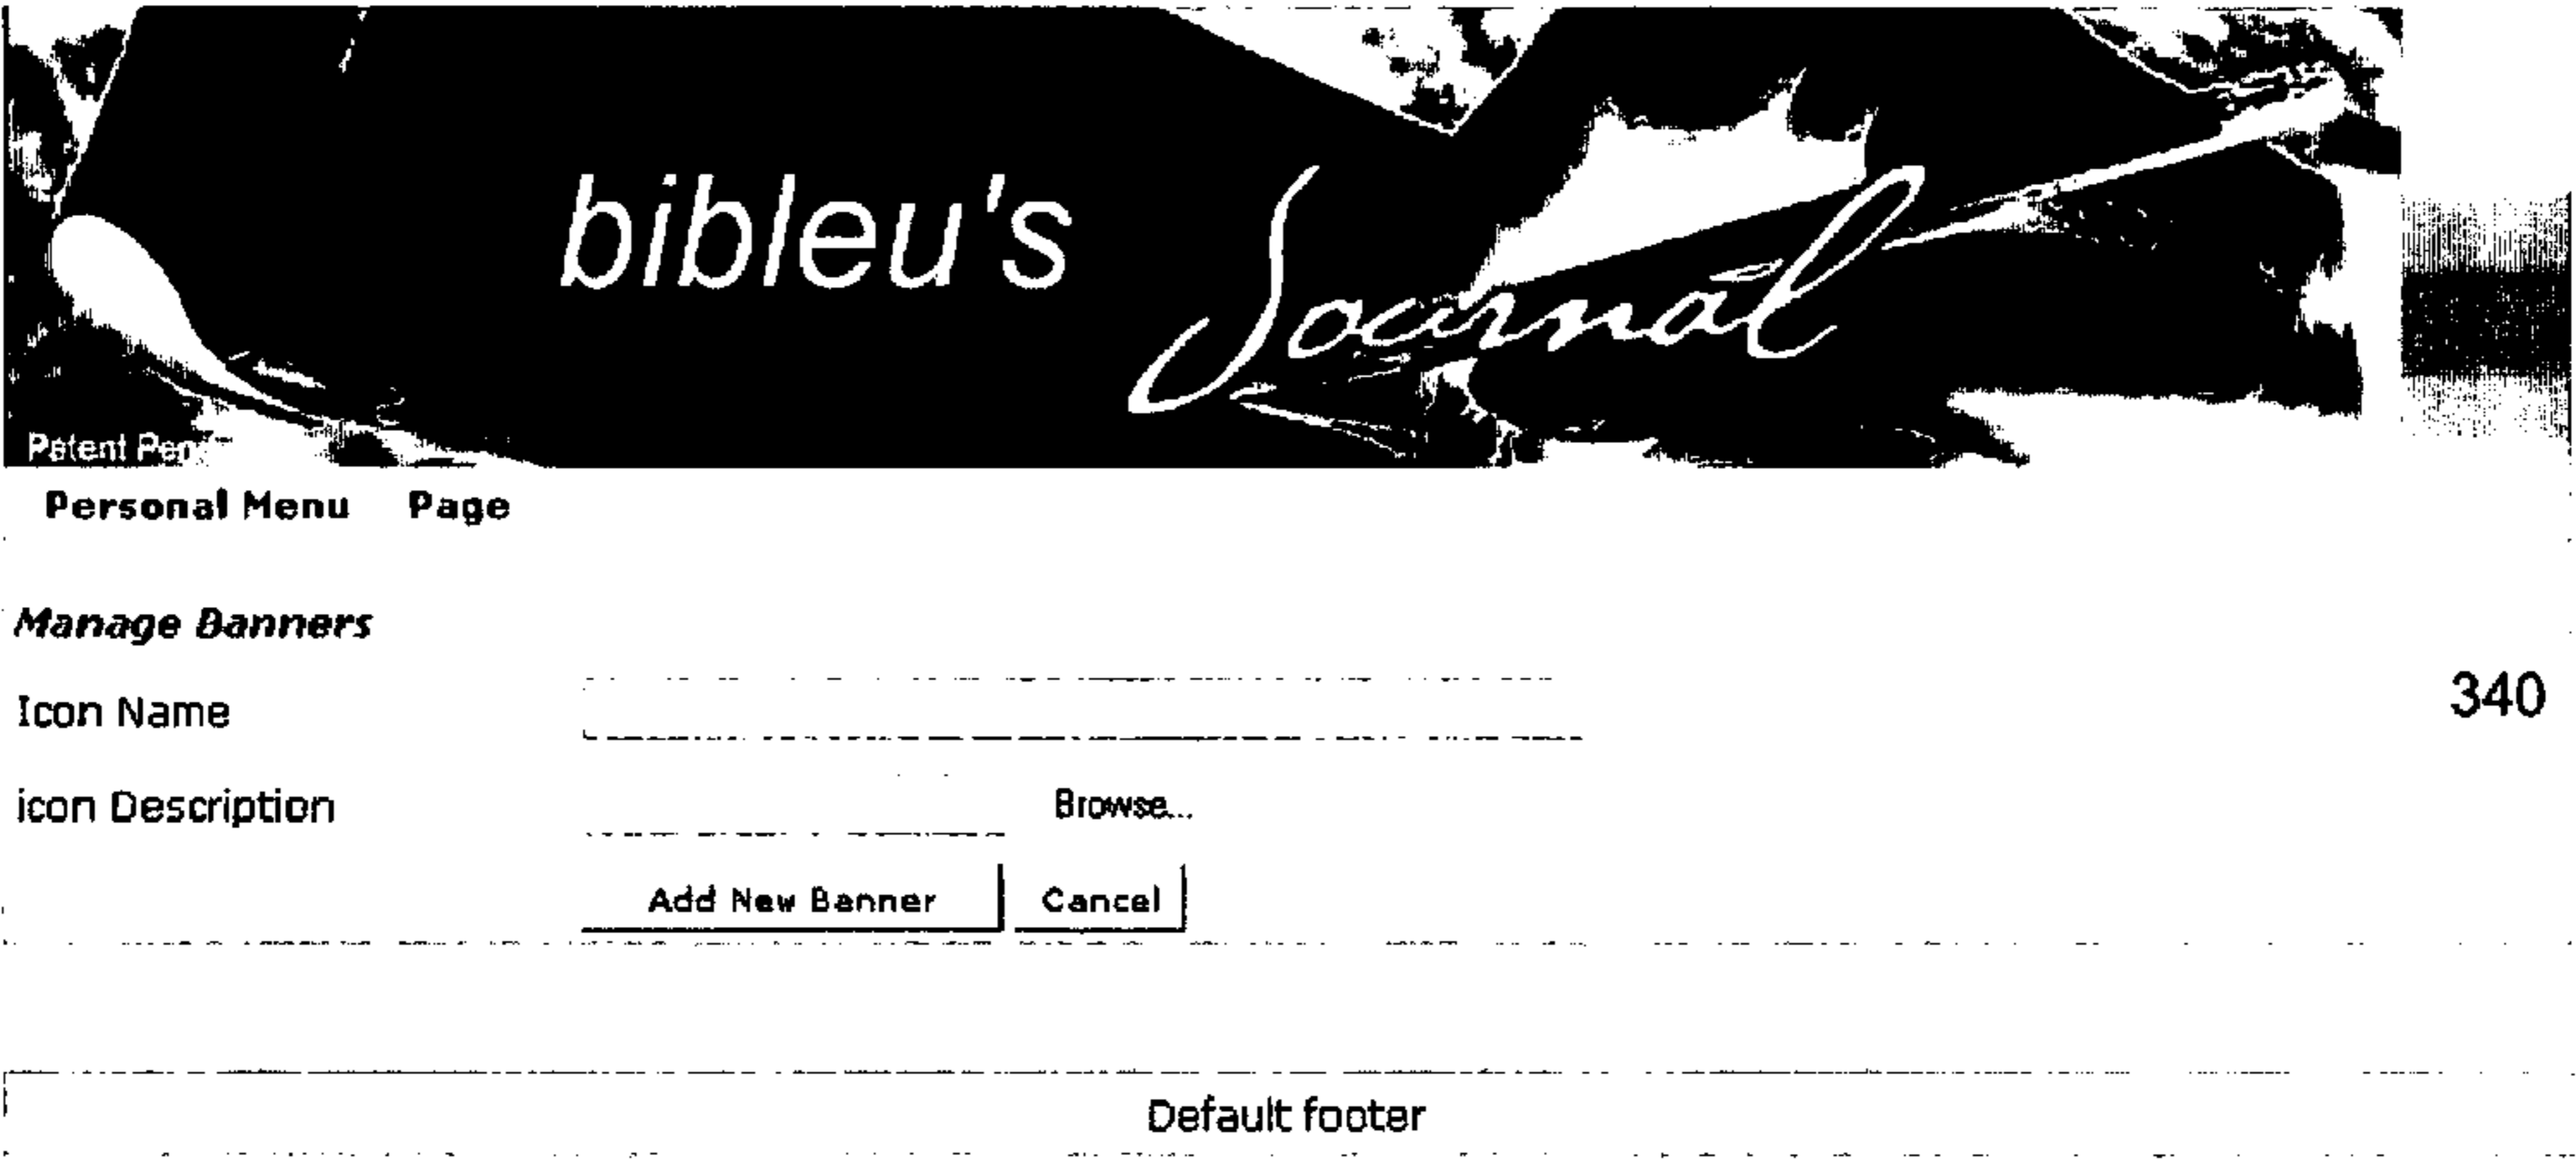 bibleu's Journal
Patent Pen
Personal Menu Page
Manage Banners
Icon Name
340
icon Description Browse...
Add New Banner Cancel
Default footer